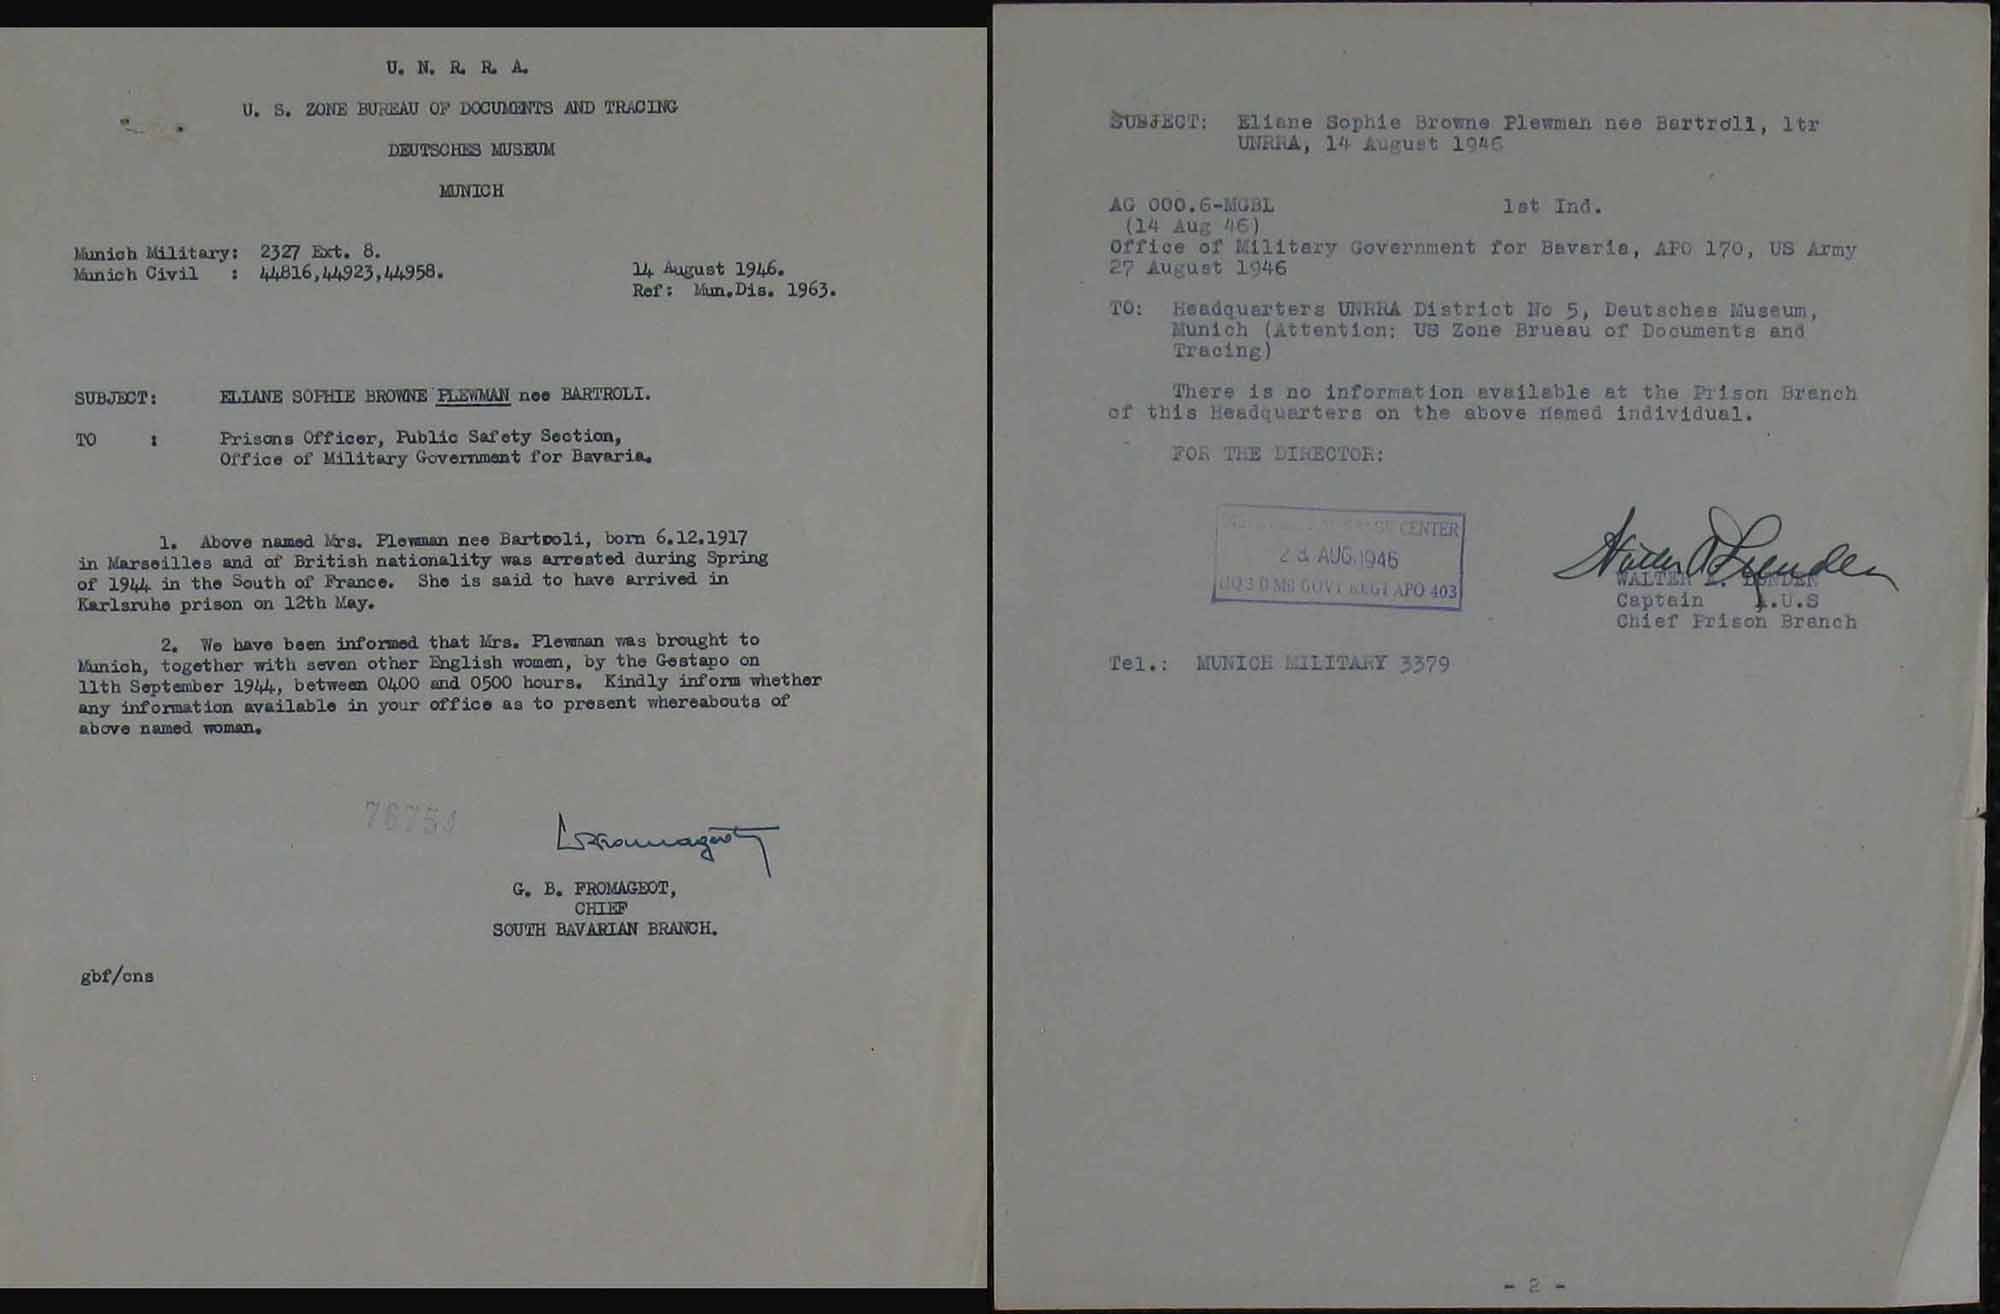 U. N. R. R. A.
U. S. ZONE BUREAU OF DOCUMENTS AND TRACING
DEUTSCHES MUSEUM
MUNICH
Munich Military: 2327 Ext. 8.
Munich Civil : 44816,44923,44958.
14 August 1946.
Ref: Mun.Dis. 1963.
SUBJECT: ELIANE SOPHIE BROWNE PLEWMAN nee BARTROLI.
TO : Prisons Officer, Public Safety Section,
Office of Military Government for Bavaria.
1. Above named Mrs. Plewman nee Bartroli, born 6.12.1917
in Marseilles and of British nationality was arrested during Spring
of 1944 in the South of France. She is said to have arrived in
Karlsruhe prison on 12th May.
2. We have been informed that Mrs. Plewman was brought to
Munich, together with seven other English women, by the Gestapo on
11th September 1944, between 0400 and 0500 hours. Kindly inform whether
any information available in your office as to present whereabouts of
above named woman.
G. B. FROMAGEOT,
CHIEF
SOUTH BAVARIAN BRANCH.
gbf/cns
SUBJECT: Eliane Sophie Browne Plewman nee Bartroll, ltr
UNRRA, 14 August 1946
AG 000.6-MGBL 1st Ind.
(14 Aug 46)
Office of Military Government for Bavaria, APO 170, US Army
27 August 1946
TO: Headquarters UNRRA District No 5, Deutsches Museum,
Munich (Attention: US Zone Brueau of Documents and
Tracing)
There is no information available at the Prison Branch
of this Headquarters on the above named individual.
FOR THE DIRECTOR:
CENTER
AUG.1946
APO 403
WALTER A. LUNDEN
Captain A.U.S
Chief Prison Branch
Tel.: MUNICH MILITARY 3379
- 2 -